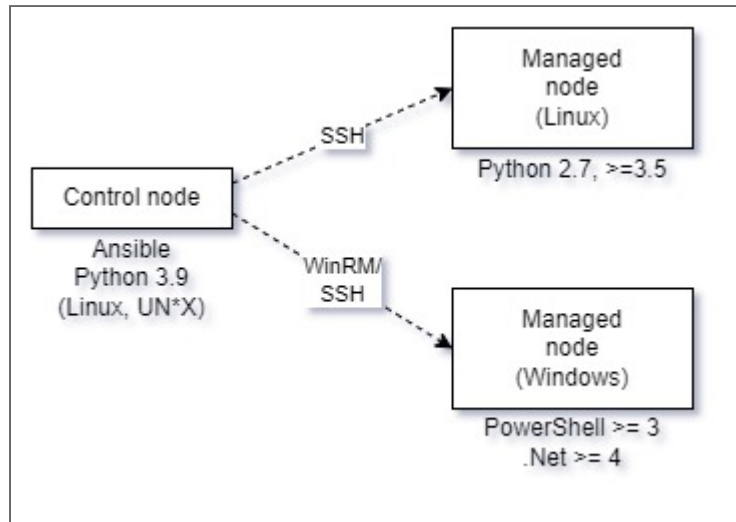 Managed
node
(Linux)
SSH
Python 2.7, >=3.5
Control node
Ansible
Python 3.9
(Linux, UN*X)
WinRM/
SSH
Managed
node
(Windows)
PowerShell >= 3
.Net >= 4